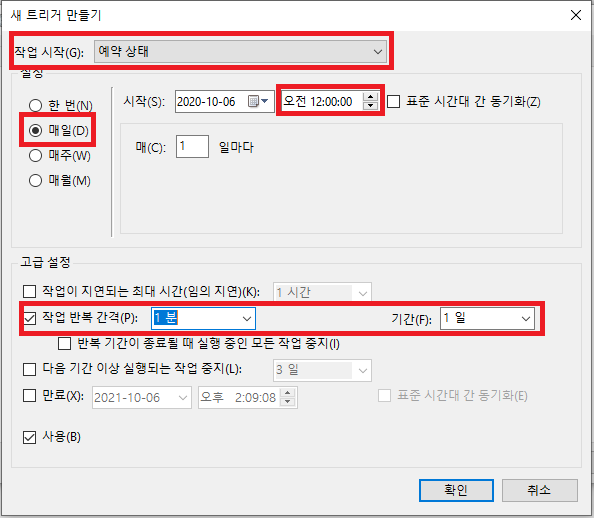 새 트리거 만들기
작업 시작(G): 예약 상태
설정
한 번(N)
매일(D)
매주(W)
매월(M)
시작(S): 2020-10-06 오전 12:00:00 표준 시간대 간 동기화(Z)
매(C): 1 일마다
고급 설정
작업이 지연되는 최대 시간(임의 지연)(K): 1 시간
작업 반복 간격(P): 1 분 기간(F): 1 일
반복 기간이 종료될 때 실행 중인 모든 작업 중지(I)
다음 기간 이상 실행되는 작업 중지(L): 3 일
만료(X): 2021-10-06 오후 2:09:08 표준 시간대 간 동기화(E)
사용(B)
확인 취소